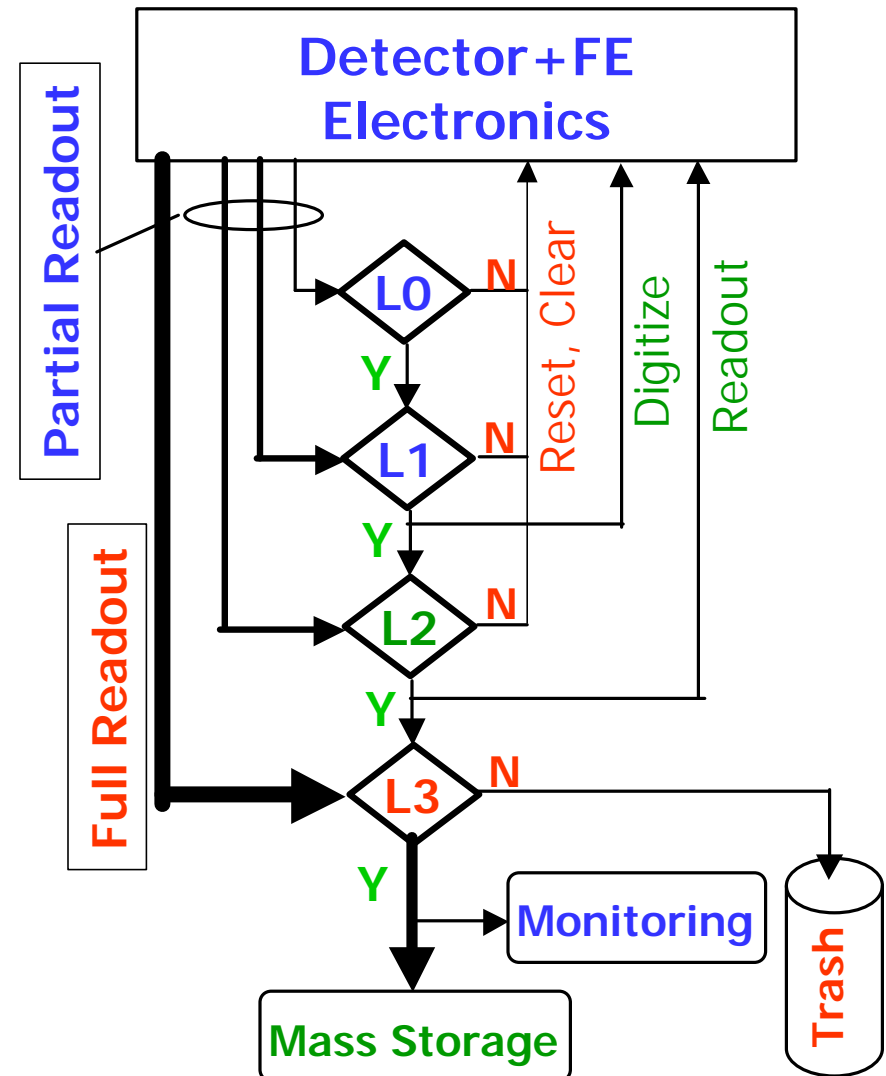 Detector+FE
Electronics
Partial Readout
L0
N
Y
L1
N
Y
L2
N
Y
Reset, Clear
Digitize
Readout
Full Readout
L3
N
Y
Monitoring
Trash
Mass Storage